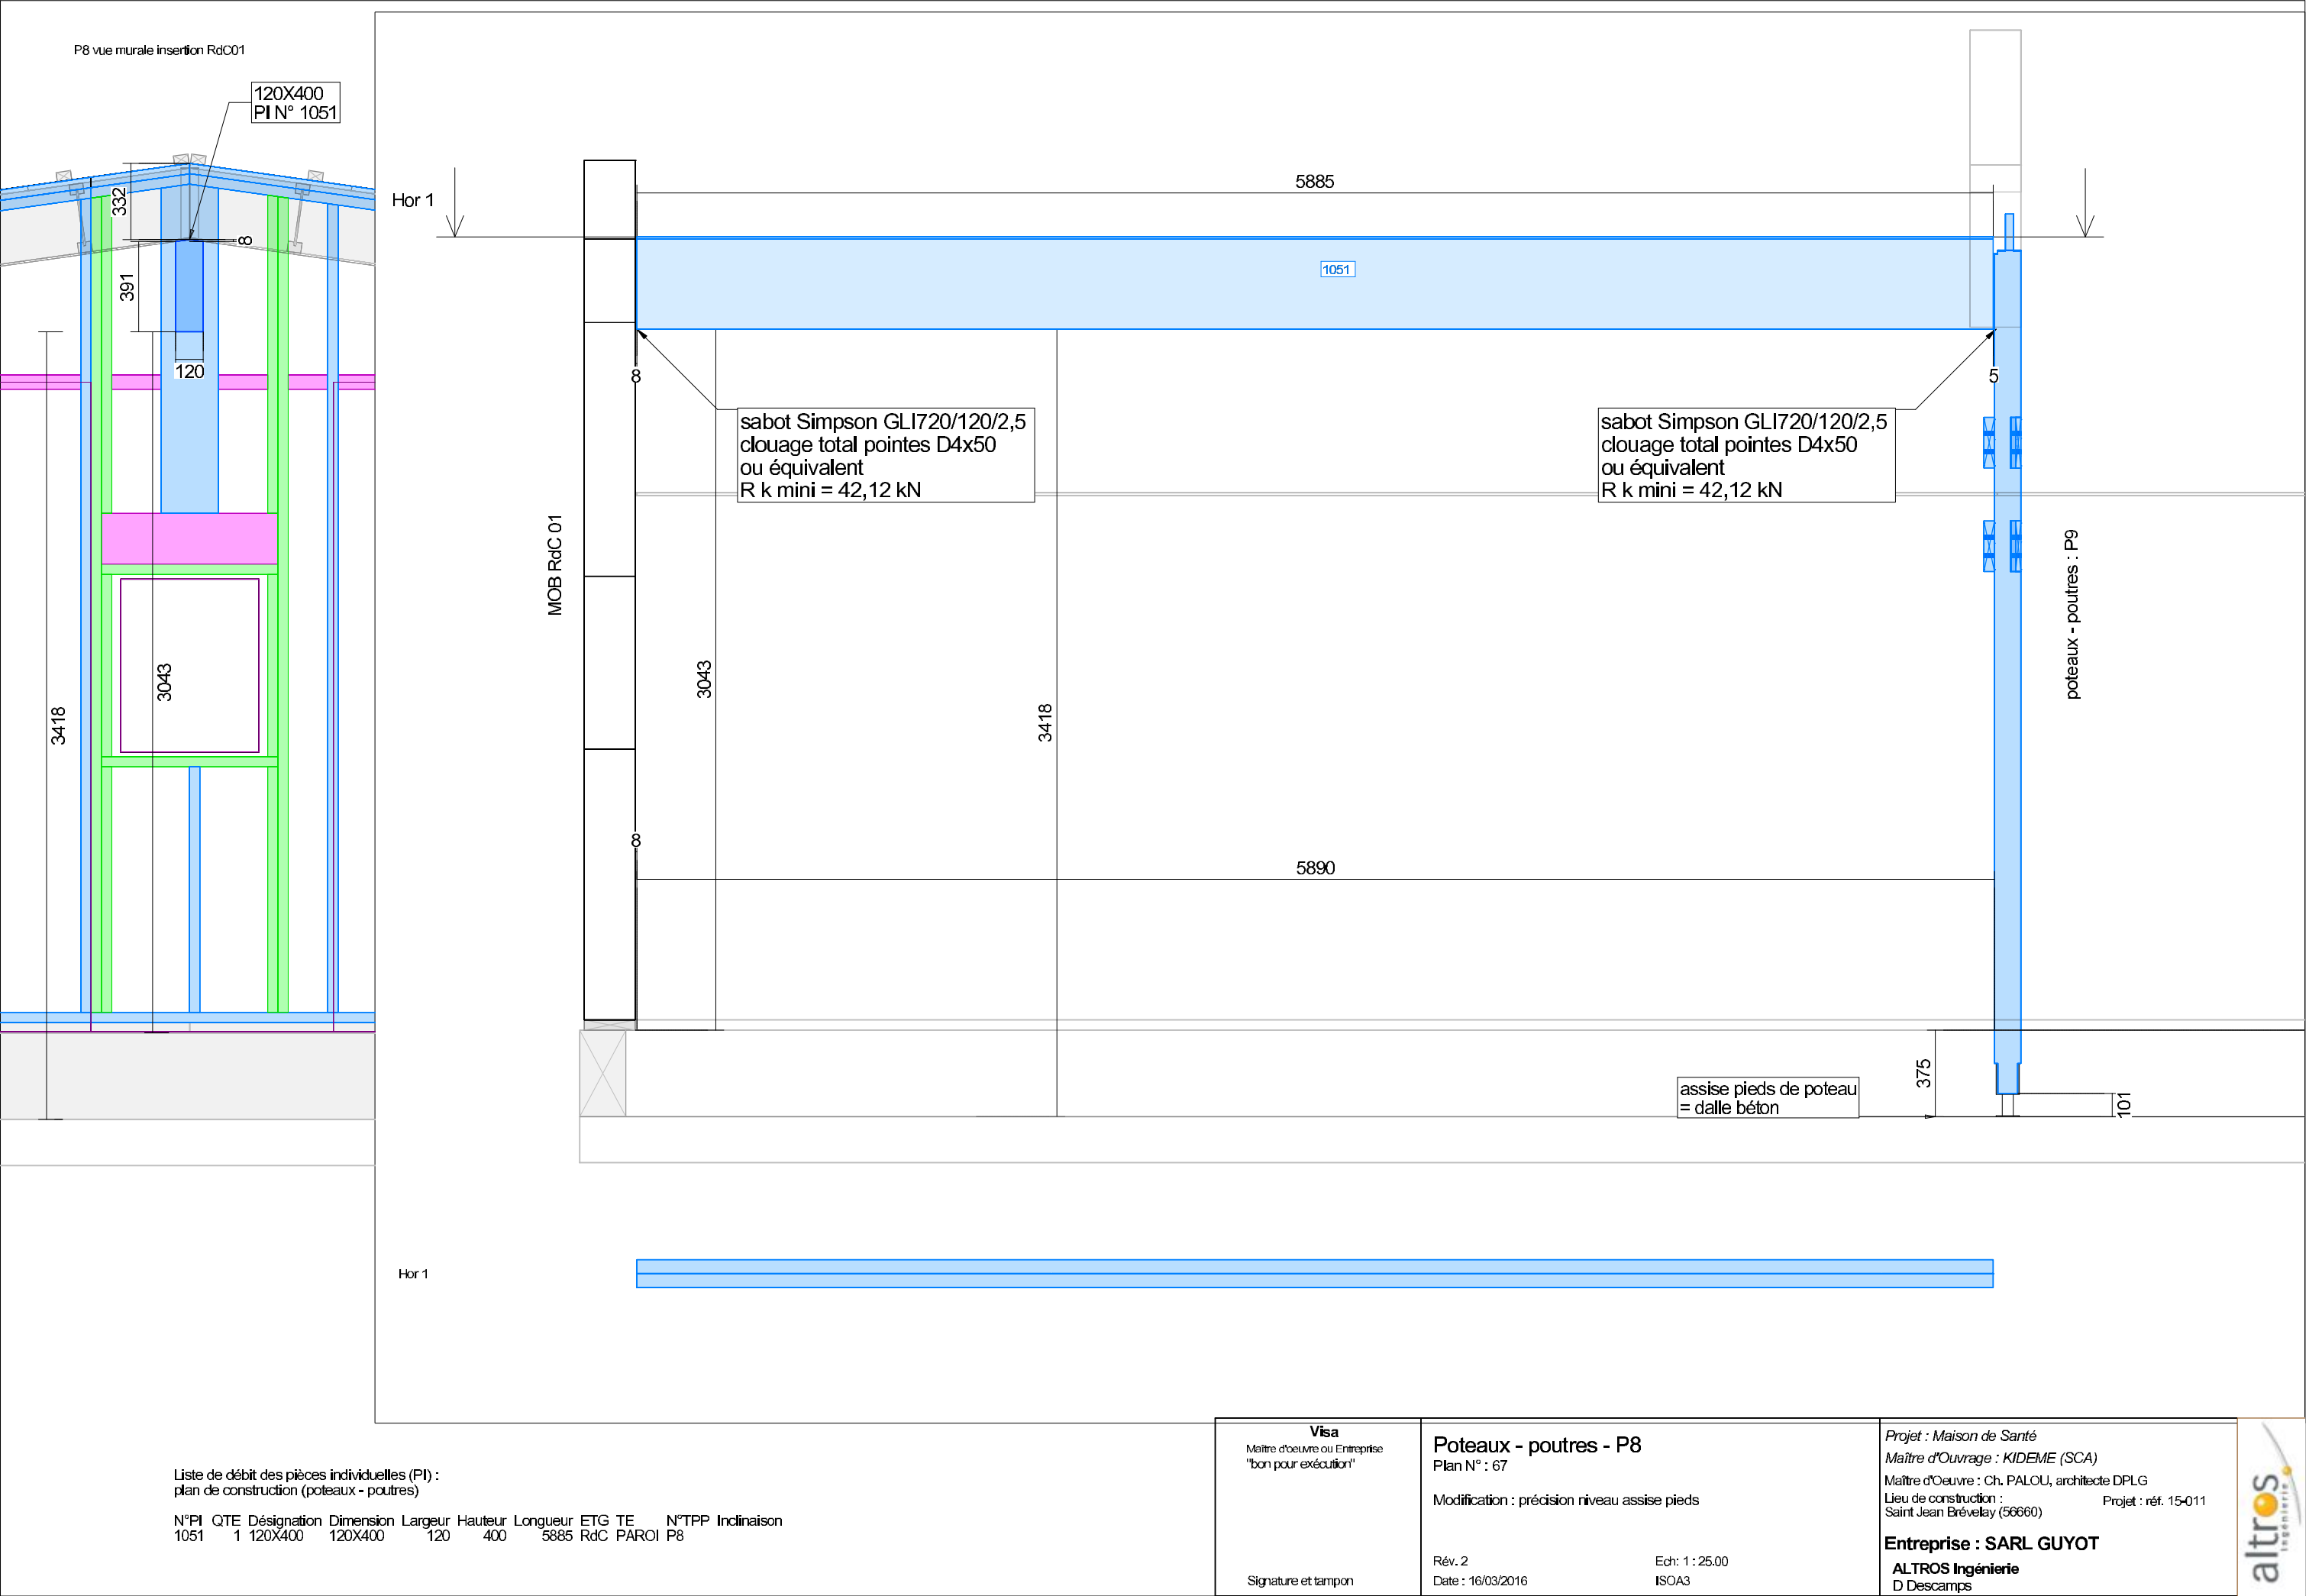 P8 vue murale insertion RdC01
120X400
PI N° 1051
332
8
391
120
3043
3418
Hor 1
5885
1051
8
5
sabot Simpson GLI720/120/2,5
clouage total pointes D4x50
ou équivalent
R k mini = 42,12 kN
sabot Simpson GLI720/120/2,5
clouage total pointes D4x50
ou équivalent
R k mini = 42,12 kN
MOB RdC 01
poteaux - poutres : P9
3043
3418
8
5890
375
101
assise pieds de poteau
= dalle béton
Hor 1
Liste de débit des pièces individuelles (PI) :
plan de construction (poteaux - poutres)
N°PI QTE Désignation Dimension Largeur Hauteur Longueur ETG TE N°TPP Inclinaison
1051 1 120X400 120X400 120 400 5885 RdC PAROI P8
Visa
Maître d'oeuvre ou Entreprise
"bon pour exécution"
Signature et tampon
Poteaux - poutres - P8
Plan N° : 67
Modification : précision niveau assise pieds
Rév. 2 Ech: 1 : 25.00
Date : 16/03/2016 ISOA3
Projet : Maison de Santé
Maître d'Ouvrage : KIDEME (SCA)
Maître d'Oeuvre : Ch. PALOU, architecte DPLG
Lieu de construction : Projet : réf. 15-011
Saint Jean Brévelay (56660)
Entreprise : SARL GUYOT
ALTROS Ingénierie
D Descamps
altros
Ingénierie